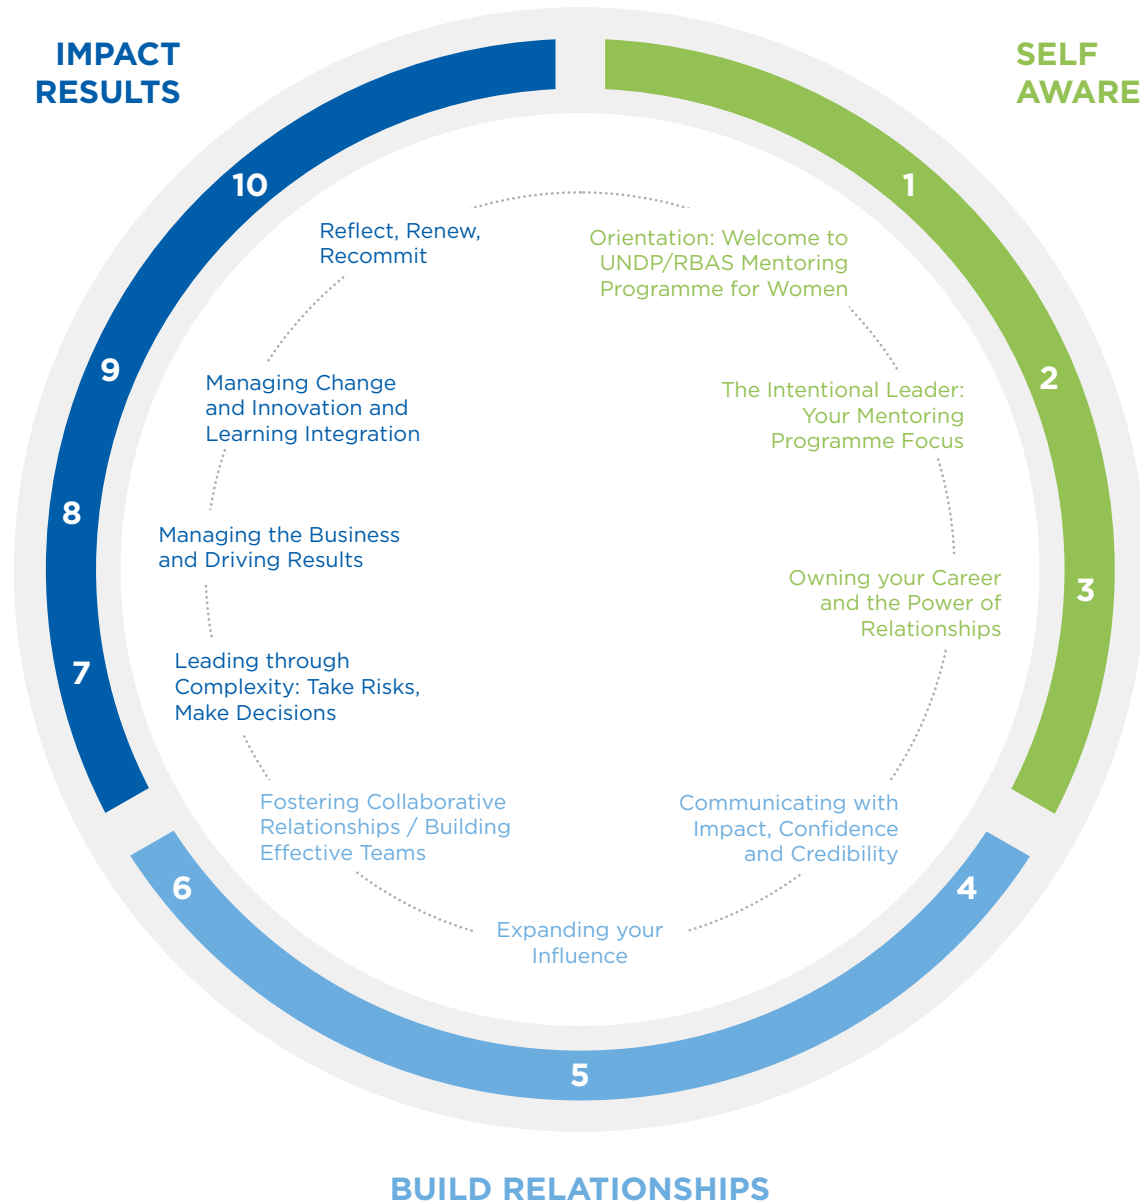 IMPACT
RESULTS
SELF
AWARE
1
Orientation: Welcome to
UNDP/RBAS Mentoring
Programme for Women
2
The Intentional Leader:
Your Mentoring
Programme Focus
3
Owning your Career
and the Power of
Relationships
4
Communicating with
Impact, Confidence
and Credibility
5
Expanding your
Influence
6
Fostering Collaborative
Relationships / Building
Effective Teams
7
Leading through
Complexity: Take Risks,
Make Decisions
8
Managing the Business
and Driving Results
9
Managing Change
and Innovation and
Learning Integration
10
Reflect, Renew,
Recommit
BUILD RELATIONSHIPS